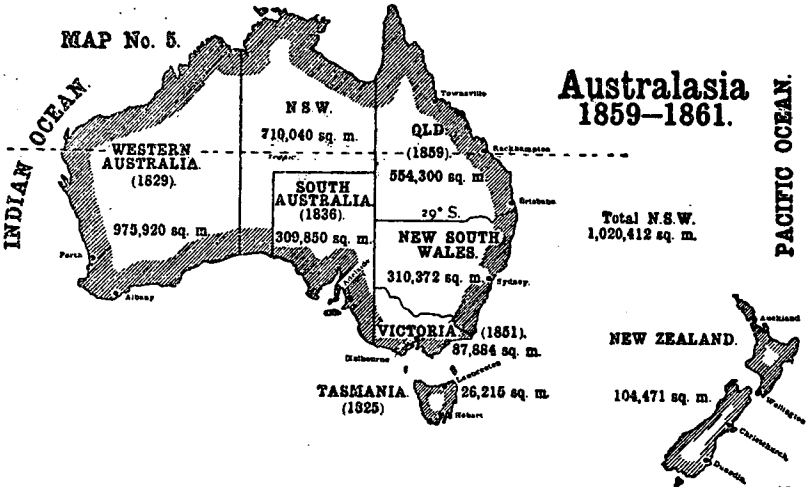 MAP No. 5.
Australasia
1859—1861.
INDIAN OCEAN.
PACIFIC OCEAN.
Townsville
N.S.W.
710,040 sq. m.
QLD.
(1859)
554,300 sq. m.
Rockhampton
Tropic
WESTERN
AUSTRALIA.
(1829).
975,920 sq. m.
SOUTH
AUSTRALIA.
(1836).
309,850 sq. m.
29° S.
Brisbane
Total N.S.W.
1,020,412 sq. m.
NEW SOUTH
WALES.
310,372 sq. m.
Sydney.
Perth
Albany
Adelaide
VICTORIA. (1851).
87,884 sq. m.
Melbourne
Launceston
TASMANIA. 26,215 sq. m.
(1825)
Hobart
NEW ZEALAND.
104,471 sq. m.
Auckland
Wellington
Christchurch.
Dunedin.